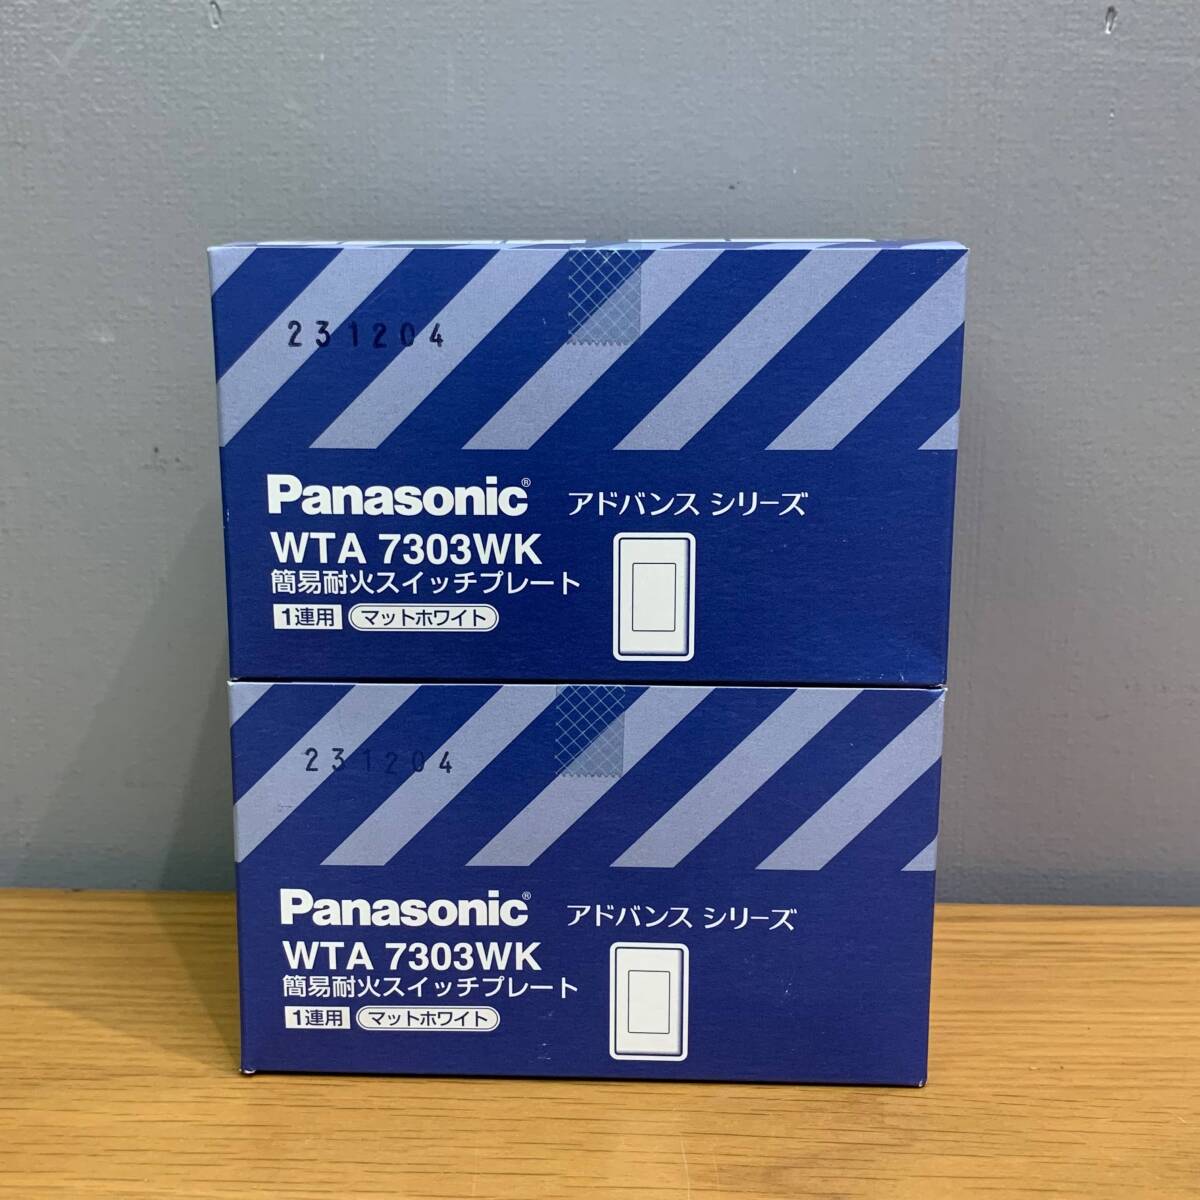 231204
Panasonic® アドバンス シリーズ
WTA 7303WK
簡易耐火スイッチプレート
1連用 マットホワイト
231204
Panasonic® アドバンス シリーズ
WTA 7303WK
簡易耐火スイッチプレート
1連用 マットホワイト